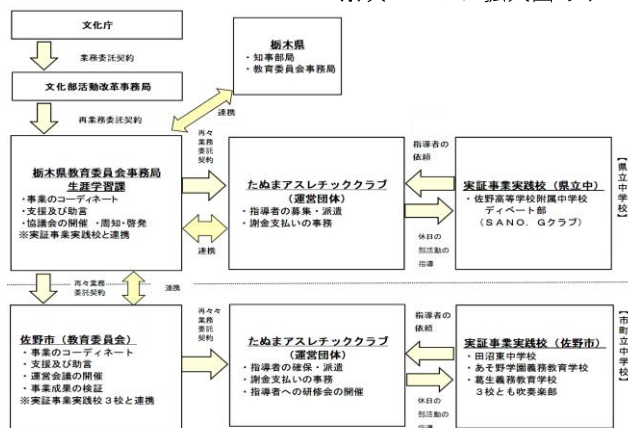 文化庁
業務委託契約
文化部活動改革事務局
再業務委託契約
栃木県
・知事部局
・教育委員会事務局
連携
栃木県教育委員会事務局
生涯学習課
・事業のコーディネート
・支援及び助言
・協議会の開催 ・周知・啓発
※実証事業実践校と連携
再々
業務
委託
契約
連携
たぬまアスレチッククラブ
(運営団体)
・指導者の募集・派遣
・謝金支払いの事務
指導者の
依頼
休日の
部活動の
指導
実証事業実践校(県立中)
・佐野高等学校附属中学校
ディベート部
(SANO.Gクラブ)
【県立中学校】
再々業務
委託契約
連携
佐野市(教育委員会)
・事業のコーディネート
・支援及び助言
・運営会議の開催
・事業成果の検証
※実証事業実践校3校と連携
再々々
業務
委託
契約
たぬまアスレチッククラブ
(運営団体)
・指導者の確保・派遣
・謝金支払いの事務
・指導者への研修会の開催
指導者の
依頼
休日の
部活動の
指導
実証事業実践校(佐野市)
・田沼東中学校
・あそ野学園義務教育学校
・葛生義務教育学校
3校とも吹奏楽部
【市町立中学校】